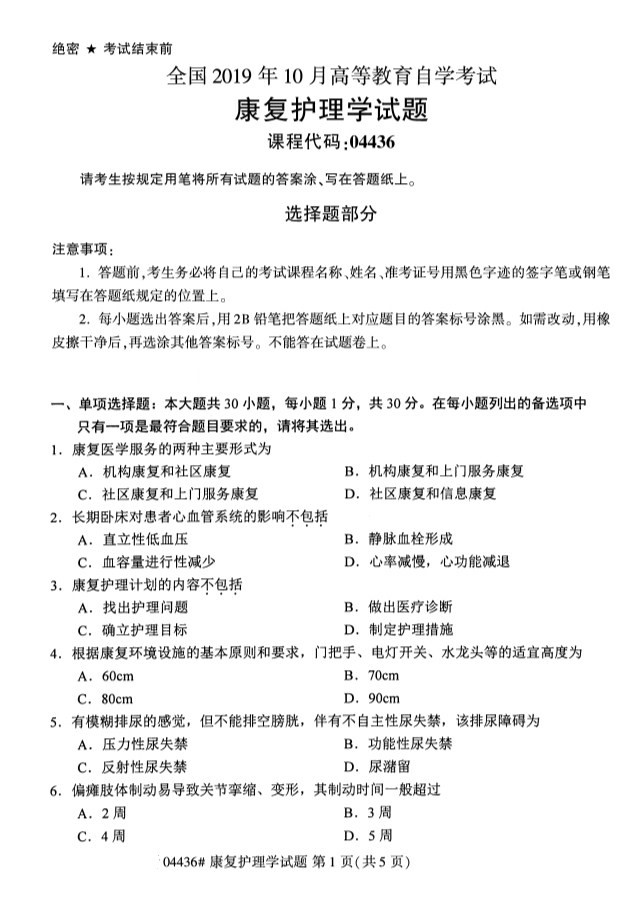 绝密 ★ 考试结束前
全国 2019 年 10 月高等教育自学考试
康复护理学试题
课程代码:04436
请考生按规定用笔将所有试题的答案涂、写在答题纸上。
选择题部分
注意事项:
1. 答题前,考生务必将自己的考试课程名称、姓名、准考证号用黑色字迹的签字笔或钢笔
填写在答题纸规定的位置上。
2. 每小题选出答案后,用 2B 铅笔把答题纸上对应题目的答案标号涂黑。如需改动,用橡
皮擦干净后,再选涂其他答案标号。不能答在试题卷上。
一、单项选择题：本大题共 30 小题，每小题 1 分，共 30 分。在每小题列出的备选项中
只有一项是最符合题目要求的，请将其选出。
1．康复医学服务的两种主要形式为
A．机构康复和社区康复 B．机构康复和上门服务康复
C．社区康复和上门服务康复 D．社区康复和信息康复
2．长期卧床对患者心血管系统的影响不包括
A．直立性低血压 B．静脉血栓形成
C．血容量进行性减少 D．心率减慢，心功能减退
3．康复护理计划的内容不包括
A．找出护理问题 B．做出医疗诊断
C．确立护理目标 D．制定护理措施
4．根据康复环境设施的基本原则和要求，门把手、电灯开关、水龙头等的适宜高度为
A．60cm B．70cm
C．80cm D．90cm
5．有模糊排尿的感觉，但不能排空膀胱，伴有不自主性尿失禁，该排尿障碍为
A．压力性尿失禁 B．功能性尿失禁
C．反射性尿失禁 D．尿潴留
6．偏瘫肢体制动易导致关节挛缩、变形，其制动时间一般超过
A．2 周 B．3 周
C．4 周 D．5 周
04436# 康复护理学试题 第 1 页(共 5 页)